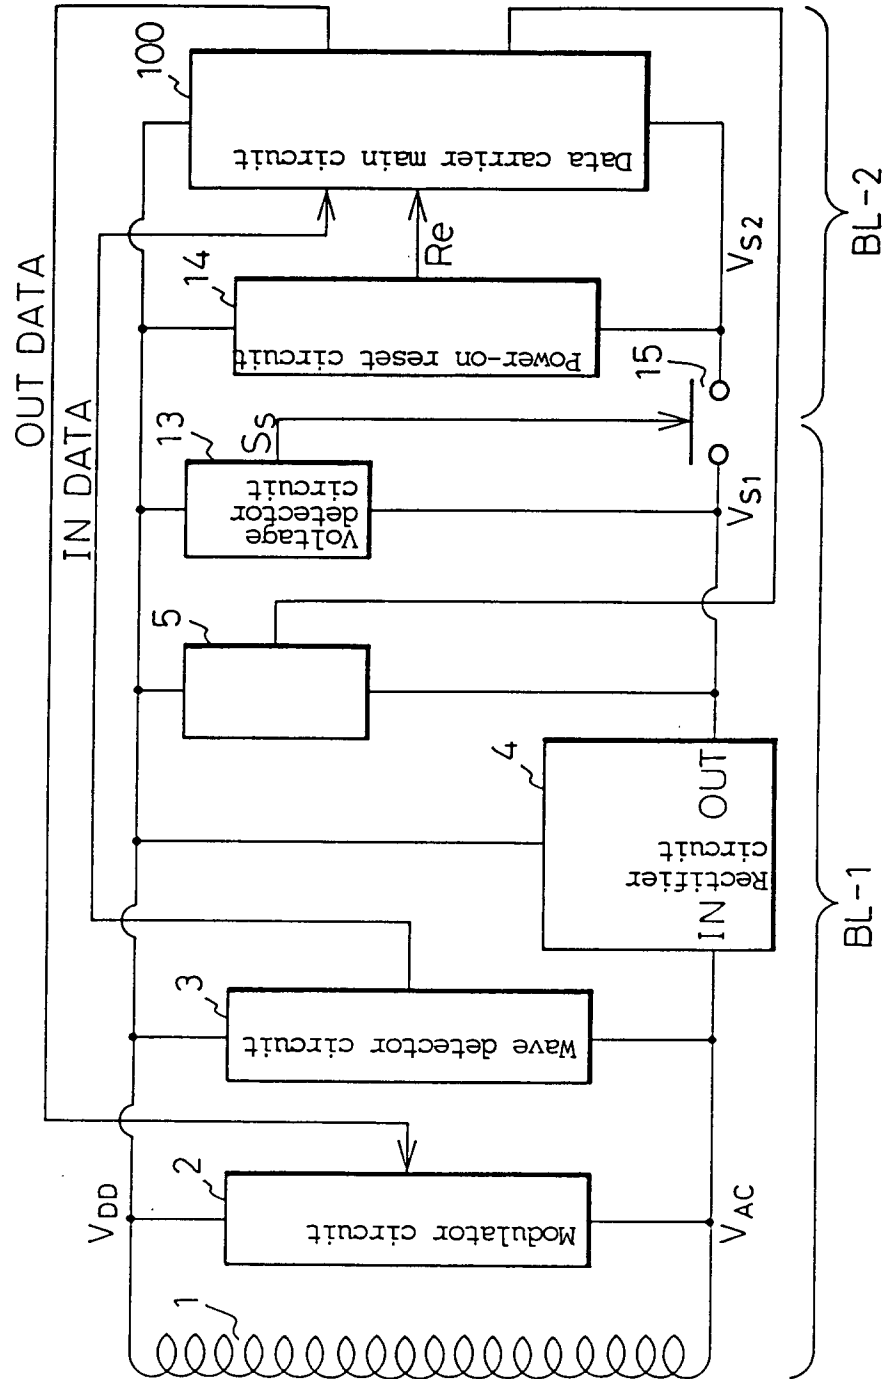 OUT DATA
IN DATA
VDD
1
2
Modulator circuit
VAC
3
Wave detector circuit
4
Rectifier
circuit
IN OUT
5
13
Voltage
detector
circuit
Ss
VS1
15
14
Power-on reset circuit
Re
VS2
100
Data carrier main circuit
BL-1
BL-2